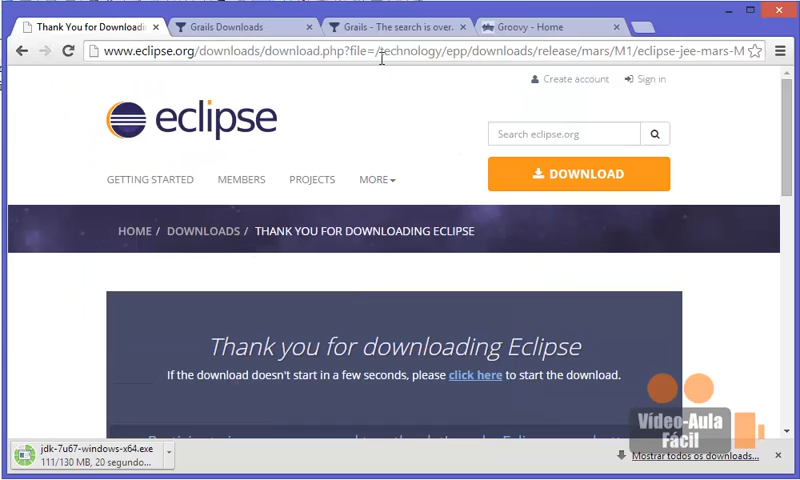 Thank You for Downloadin
Grails Downloads
Grails - The search is over.
Groovy - Home
www.eclipse.org/downloads/download.php?file=/technology/epp/downloads/release/mars/M1/eclipse-jee-mars-M
Create account
Sign in
eclipse
Search eclipse.org
DOWNLOAD
GETTING STARTED
MEMBERS
PROJECTS
MORE
HOME / DOWNLOADS / THANK YOU FOR DOWNLOADING ECLIPSE
Thank you for downloading Eclipse
If the download doesn't start in a few seconds, please click here to start the download.
Vídeo-Aula
Fácil
jdk-7u67-windows-x64.exe
111/130 MB, 20 segundo...
Mostrar todos os downloads...